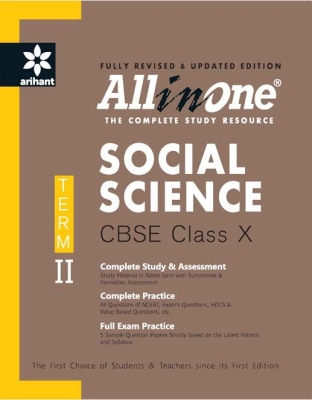 arihant
FULLY REVISED & UPDATED EDITION
All in One®
THE COMPLETE STUDY RESOURCE
SOCIAL
SCIENCE
CBSE Class X
TERM
II
Complete Study & Assessment
Study Material in Notes form with Summative &
Formative Assessment
Complete Practice
All Questions of NCERT, Exam's Questions, HOTS &
Value Based Questions, etc.
Full Exam Practice
5 Sample Question Papers Strictly based on the Latest Pattern
and Syllabus
The First Choice of Students & Teachers since its First Edition